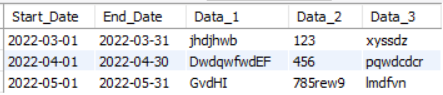 Start_Date End_Date Data_1 Data_2 Data_3
2022-03-01 2022-03-31 jhdjhwb 123 xyssdz
2022-04-01 2022-04-30 DwdqwfwdEF 456 pqwdcdcr
2022-05-01 2022-05-31 GvdHI 785rew9 lmdfvn